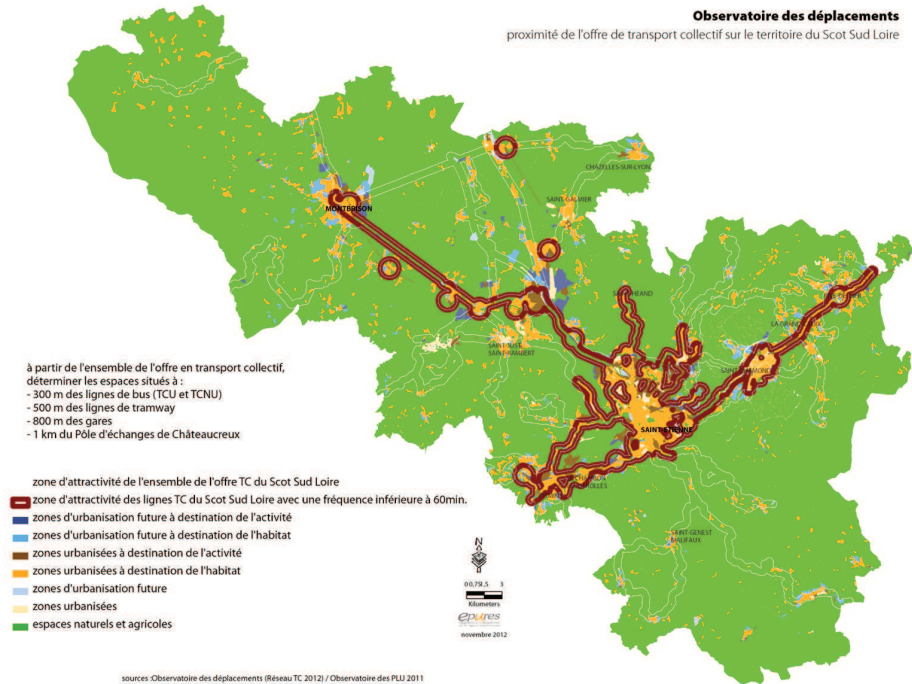 Observatoire des déplacements
proximité de l'offre de transport collectif sur le territoire du Scot Sud Loire
CHAZELLES-SUR-LYON
SAINT-GALMIER
MONTBRISON
SAINT-HEAND
LA GRAND-CROIX
SAINT-JUST
SAINT-RAMBERT
SAINT-CHAMOND
SAINT-ETIENNE
SAINT-GENEST
MALIFAUX
à partir de l'ensemble de l'offre en transport collectif,
déterminer les espaces situés à :
- 300 m des lignes de bus (TCU et TCNU)
- 500 m des lignes de tramway
- 800 m des gares
- 1 km du Pôle d'échanges de Châteaucreux
zone d'attractivité de l'ensemble de l'offre TC du Scot Sud Loire
zone d'attractivité des lignes TC du Scot Sud Loire avec une fréquence inférieure à 60min.
zones d'urbanisation future à destination de l'activité
zones d'urbanisation future à destination de l'habitat
zones urbanisées à destination de l'activité
zones urbanisées à destination de l'habitat
zones d'urbanisation future
zones urbanisées
espaces naturels et agricoles
N
0 0,75 1,5 3
Kilometers
epures
novembre 2012
sources :Observatoire des déplacements (Réseau TC 2012) / Observatoire des PLU 2011